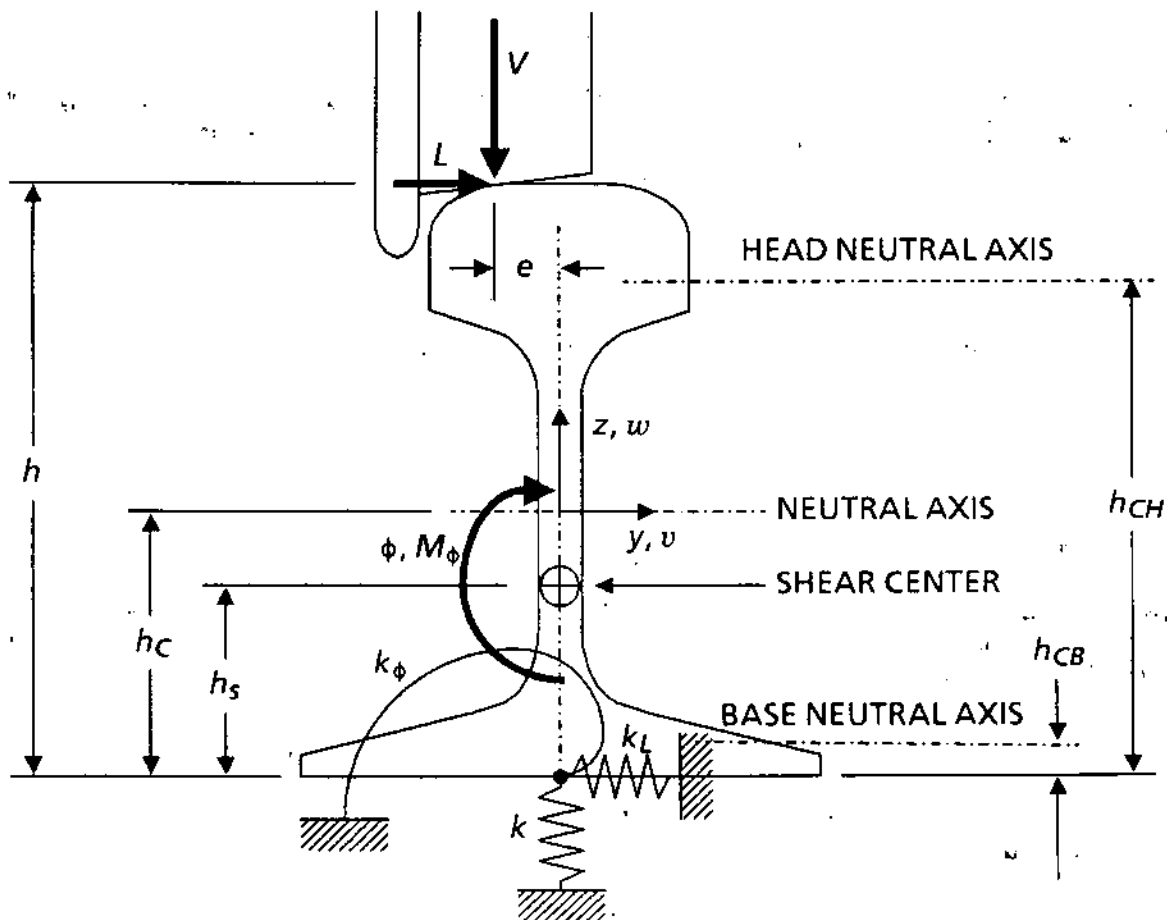 V
L
e
HEAD NEUTRAL AXIS
z, w
h
h_CH
NEUTRAL AXIS
y, v
ϕ, M_ϕ
SHEAR CENTER
h_C
h_s
k_ϕ
h_CB
BASE NEUTRAL AXIS
k_L
k